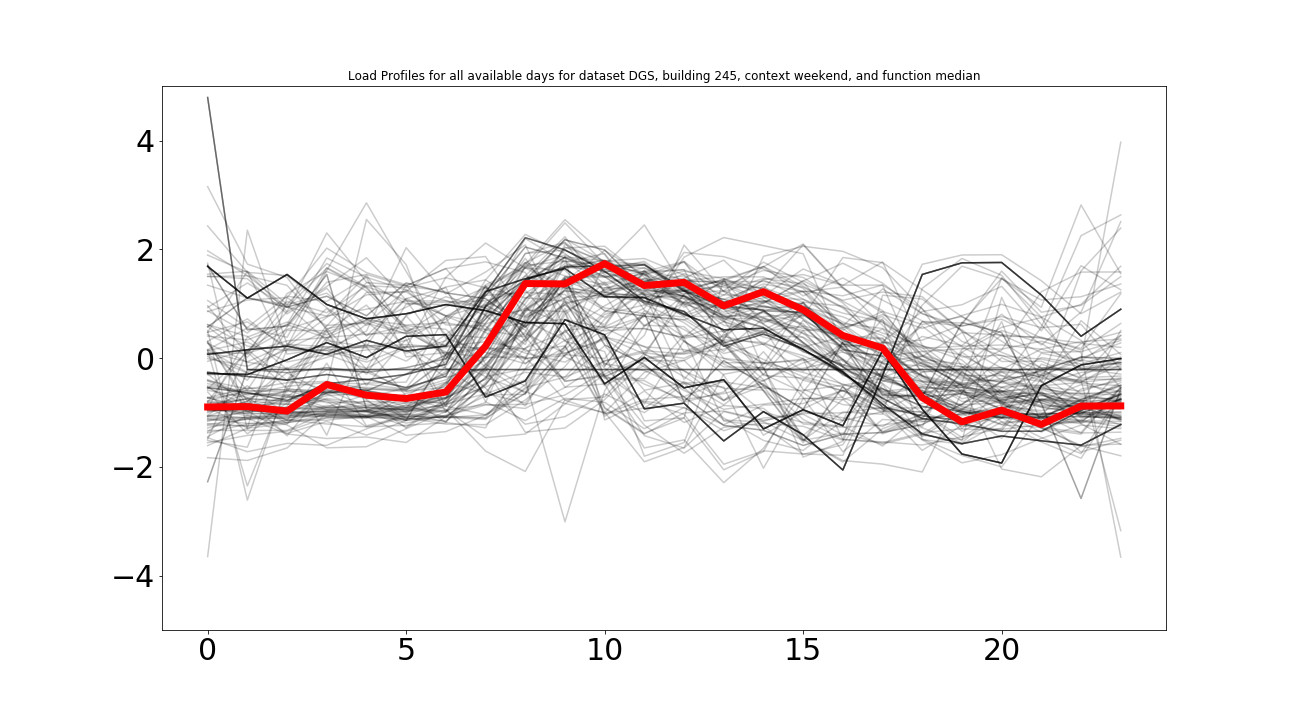 Load Profiles for all available days for dataset DGS, building 245, context weekend, and function median
4
2
0
−2
−4
0 5 10 15 20